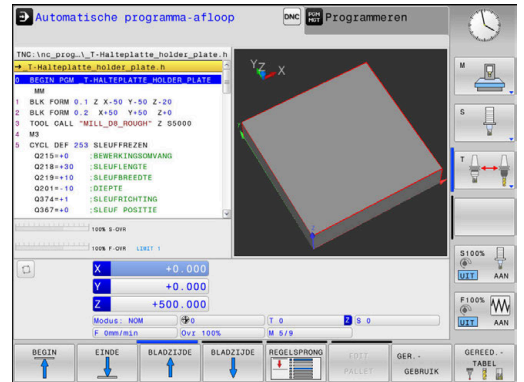 Automatische programma-afloop
DNC
PGM MGT
Programmeren
TNC:\nc_prog…\_T-Halteplatte_holder_plate.h
→_T-Halteplatte_holder_plate.h
0 BEGIN PGM _T-HALTEPLATTE_HOLDER_PLATE
MM
1 BLK FORM 0.1 Z X-50 Y-50 Z-20
2 BLK FORM 0.2 X+50 Y+50 Z+0
3 TOOL CALL "MILL_D8_ROUGH" Z S5000
4 M3
5 CYCL DEF 253 SLEUFFREZEN
Q215=+0 ;BEWERKINGSOMVANG
Q218=+30 ;SLEUFLENGTE
Q219=+10 ;SLEUFBREEDTE
Q201=-10 ;DIEPTE
Q374=+1 ;SLEUFRICHTING
Q367=+0 ;SLEUF POSITIE
Y Z X
Z
100% S-OVR
100% F-OVR LIMIT 1
X +0.000
Y +0.000
Z +500.000
Modus: NOM
0
T 0
Z
S 0
F 0mm/min
Ovr 100%
M 5/9
M
S
T
S100%
UIT AAN
F100%
UIT AAN
BEGIN
EINDE
BLADZIJDE
BLADZIJDE
REGELSPRONG
EDIT
PALLET
GER.-
GEBRUIK
GEREED.-
TABEL